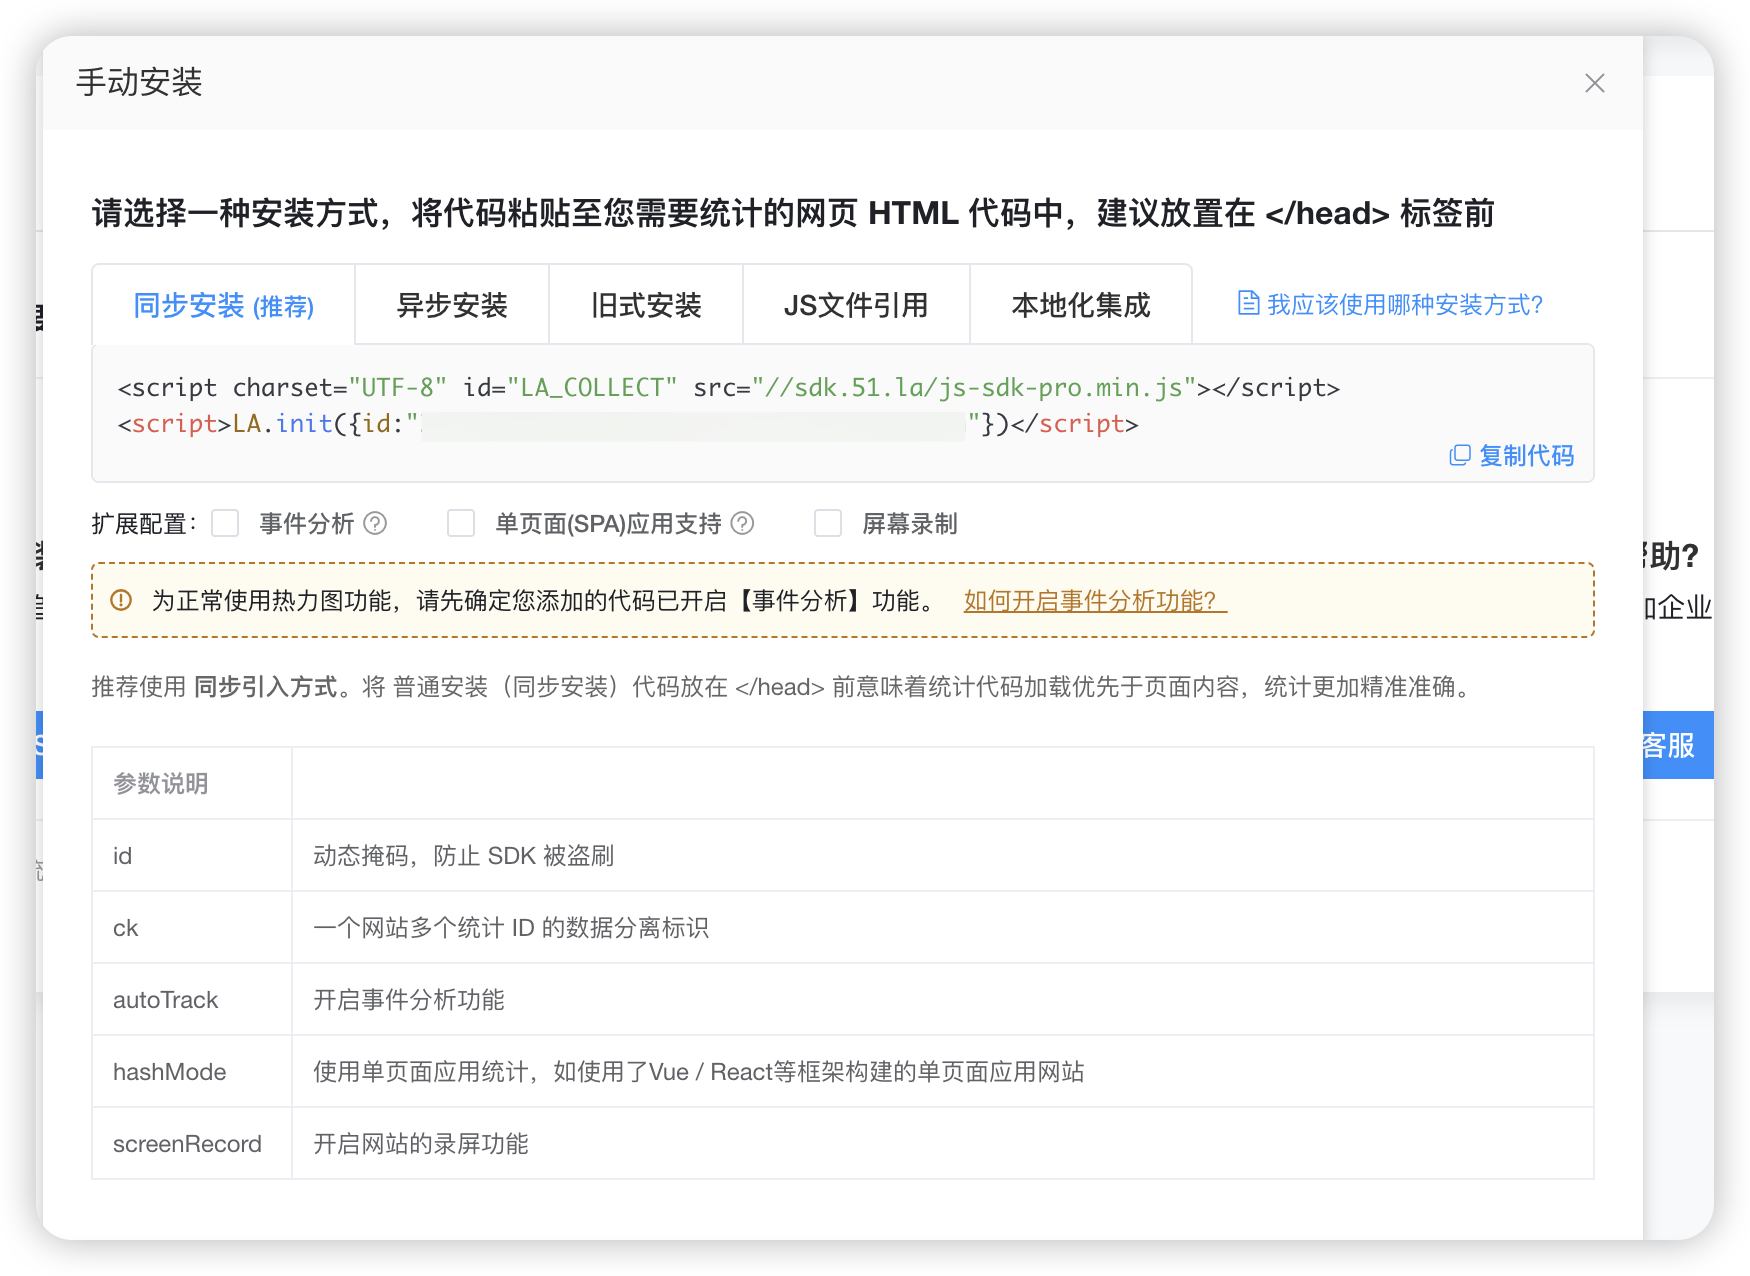 手动安装
请选择一种安装方式，将代码粘贴至您需要统计的网页 HTML 代码中，建议放置在 </head> 标签前
同步安装 (推荐) 异步安装 旧式安装 JS文件引用 本地化集成 我应该使用哪种安装方式?
<script charset="UTF-8" id="LA_COLLECT" src="//sdk.51.la/js-sdk-pro.min.js"></script>
<script>LA.init({id:""})</script>
复制代码
扩展配置： 事件分析 ? 单页面(SPA)应用支持 ? 屏幕录制
为正常使用热力图功能，请先确定您添加的代码已开启【事件分析】功能。 如何开启事件分析功能?
推荐使用 同步引入方式。将 普通安装（同步安装）代码放在 </head> 前意味着统计代码加载优先于页面内容，统计更加精准准确。
参数说明
id 动态掩码，防止 SDK 被盗刷
ck 一个网站多个统计 ID 的数据分离标识
autoTrack 开启事件分析功能
hashMode 使用单页面应用统计，如使用了Vue / React等框架构建的单页面应用网站
screenRecord 开启网站的录屏功能
助?
企业
客服